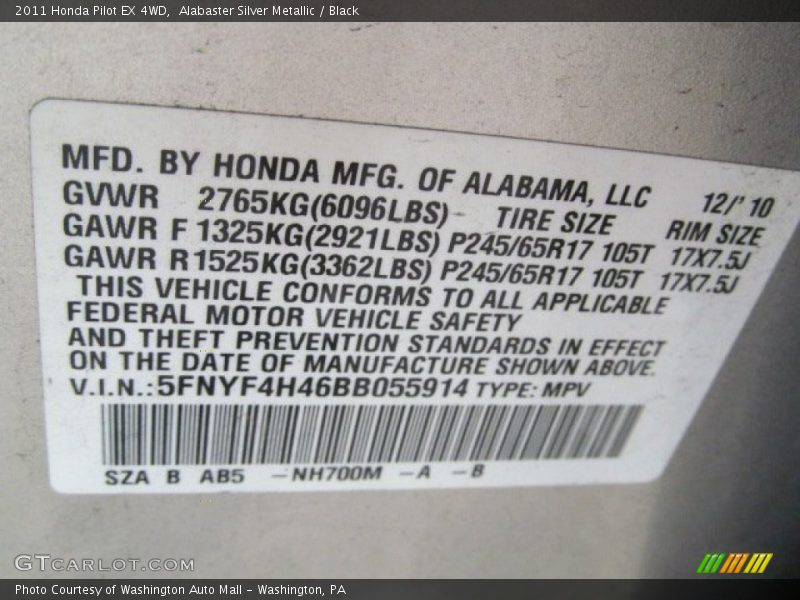 2011 Honda Pilot EX 4WD,  Alabaster Silver Metallic / Black
MFD. BY HONDA MFG. OF ALABAMA, LLC 12/'10
GVWR 2765KG(6096LBS) TIRE SIZE RIM SIZE
GAWR F 1325KG(2921LBS) P245/65R17 105T 17X7.5J
GAWR R 1525KG(3362LBS) P245/65R17 105T 17X7.5J
THIS VEHICLE CONFORMS TO ALL APPLICABLE
FEDERAL MOTOR VEHICLE SAFETY
AND THEFT PREVENTION STANDARDS IN EFFECT
ON THE DATE OF MANUFACTURE SHOWN ABOVE.
V.I.N.: 5FNYF4H46BB055914 TYPE: MPV
SZA B AB5 -NH700M -A -B
GTCARLOT.COM
Photo Courtesy of Washington Auto Mall - Washington, PA